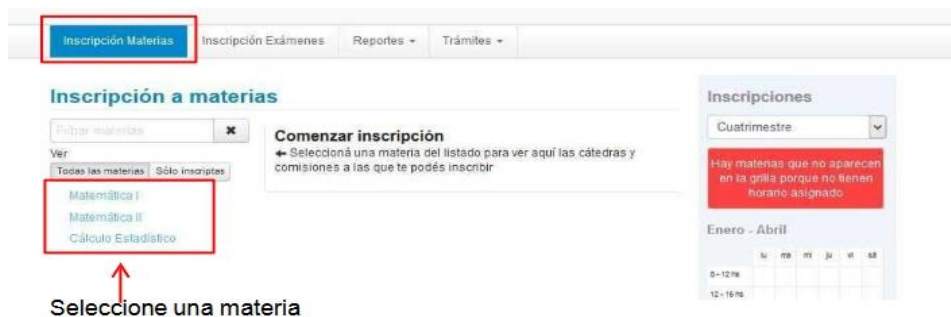 Inscripción Materias Inscripción Exámenes Reportes Trámites
Inscripción a materias
Filtrar materias
Ver
Todas las materias Sólo inscriptas
Matemática I
Matemática II
Cálculo Estadístico
Seleccione una materia
Comenzar inscripción
Seleccioná una materia del listado para ver aquí las cátedras y
comisiones a las que te podés inscribir
Inscripciones
Cuatrimestre
Hay materias que no aparecen
en la grilla porque no tienen
horario asignado
Enero - Abril
lu ma mi ju vi sá
8-12 hs
12-16 hs